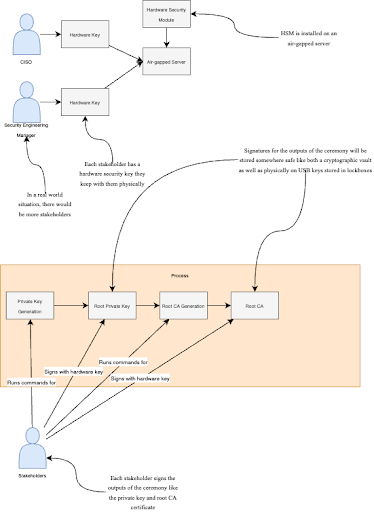 Hardware Security
Module
Hardware Key
HSM is installed on an
air-gapped server
CISO
Air-gapped Server
Hardware Key
Security Engineering
Manager
Signatures for the outputs of the ceremony will be
stored somewhere safe like both a cryptographic vault
as well as physically on USB keys stored in lockboxes
Each stakeholder has a
hardware security key they
keep with them physically
In a real world
situation, there would
be more stakeholders
Process
Private-Key
Generation
Root Private Key
Root CA Generation
Root CA
Runs commands for
Signs with hardware key
Signs with hardware key
Runs commands for
Stakeholders
Each stakeholder signs the
outputs of the ceremony like
the private key and root CA
certificate